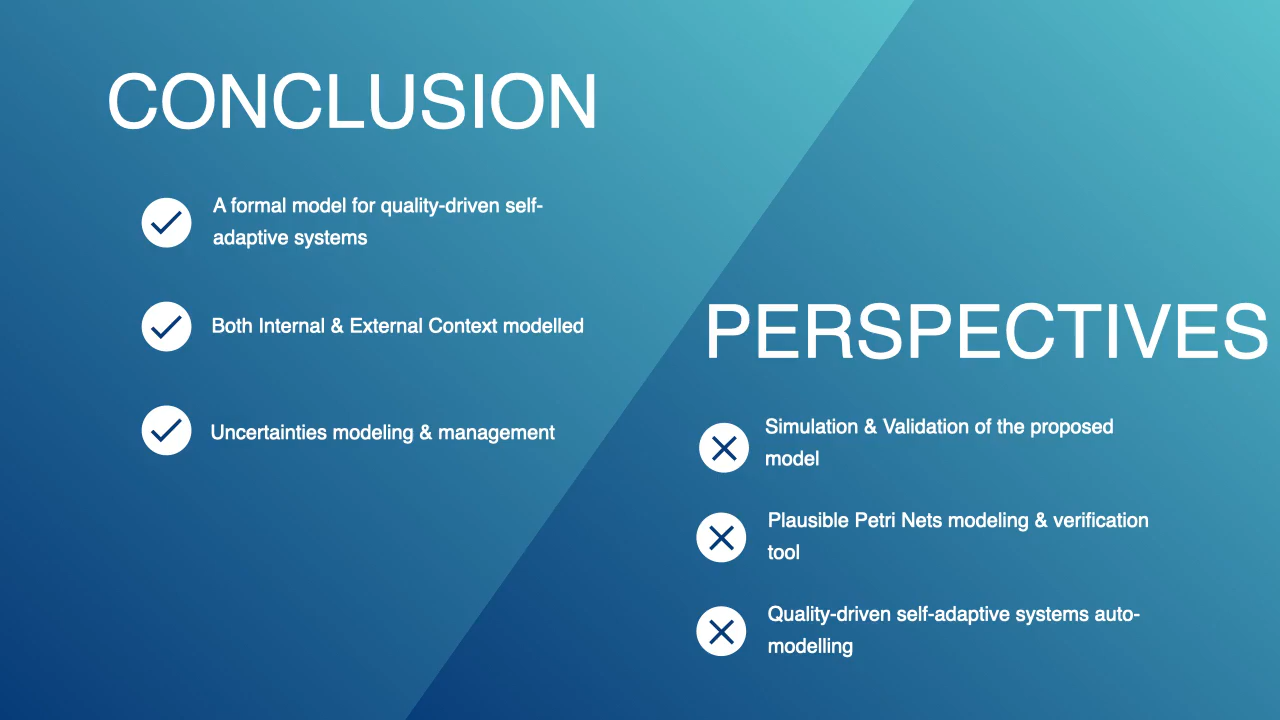 CONCLUSION
A formal model for quality-driven self-
adaptive systems
Both Internal & External Context modelled
Uncertainties modeling & management
PERSPECTIVES
Simulation & Validation of the proposed
model
Plausible Petri Nets modeling & verification
tool
Quality-driven self-adaptive systems auto-
modelling